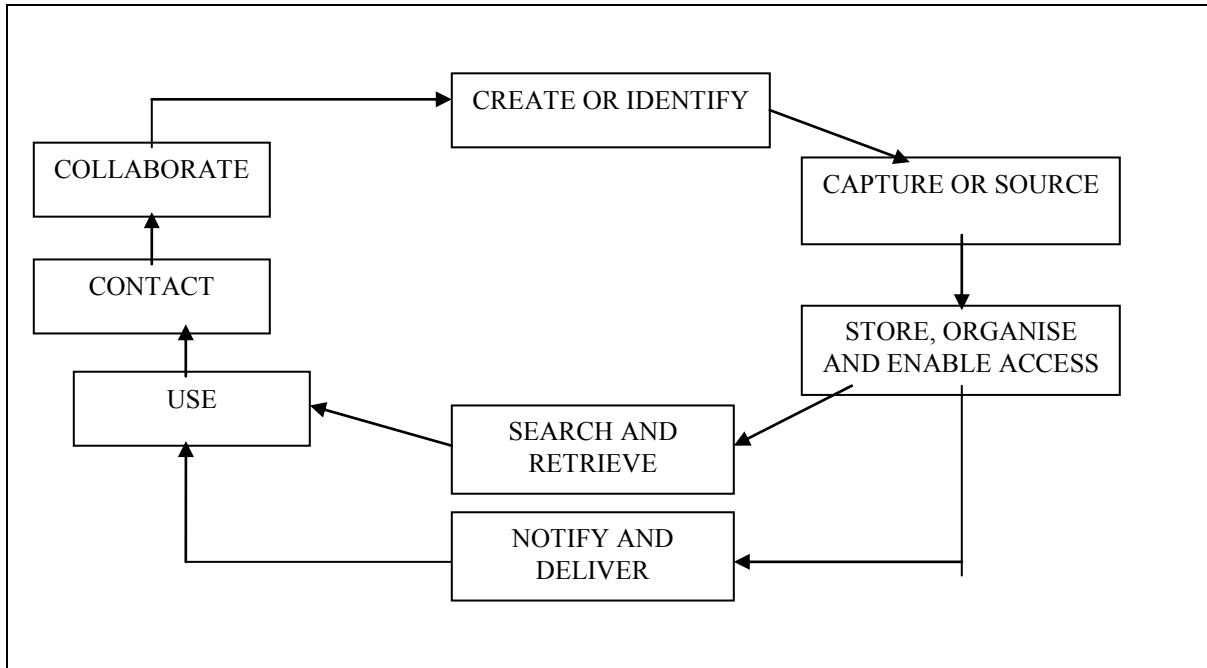 CREATE OR IDENTIFY
COLLABORATE
CAPTURE OR SOURCE
CONTACT
STORE, ORGANISE
AND ENABLE ACCESS
USE
SEARCH AND
RETRIEVE
NOTIFY AND
DELIVER